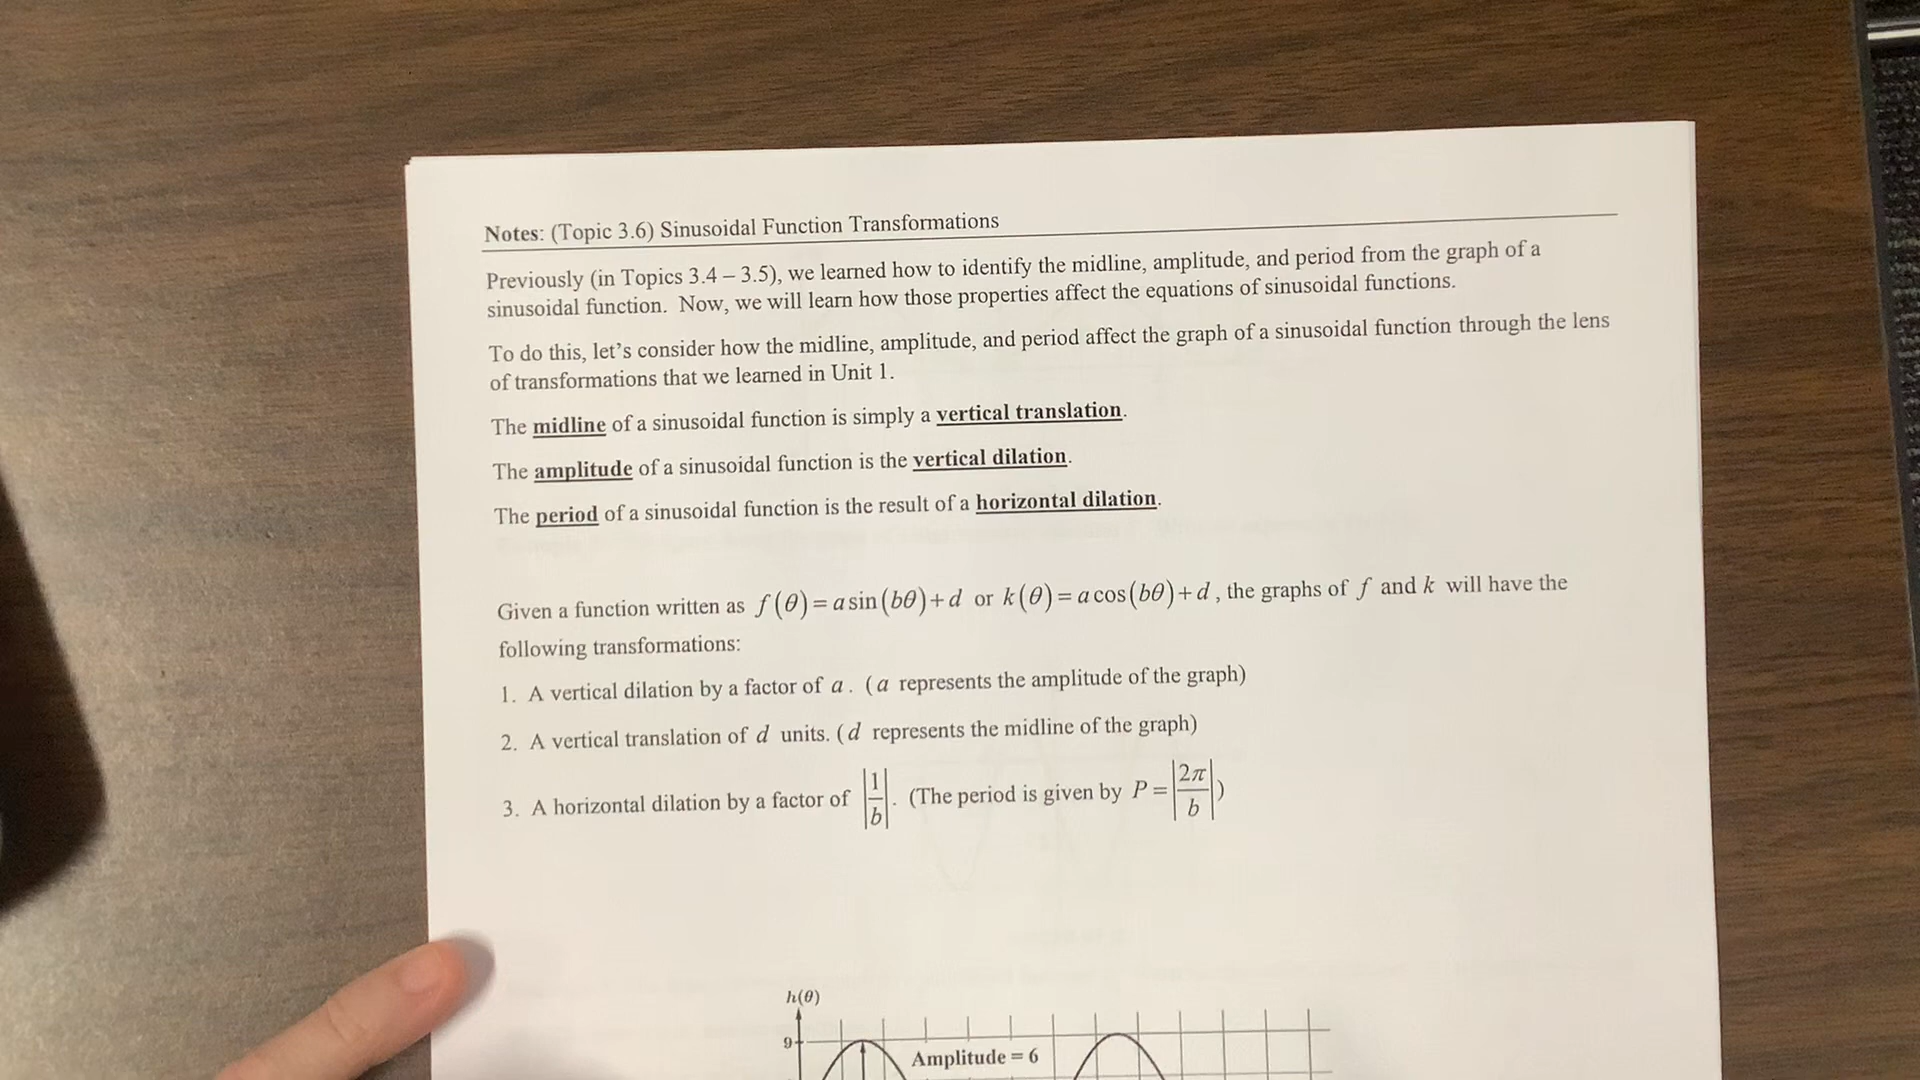 Notes: (Topic 3.6) Sinusoidal Function Transformations
Previously (in Topics 3.4 – 3.5), we learned how to identify the midline, amplitude, and period from the graph of a
sinusoidal function. Now, we will learn how those properties affect the equations of sinusoidal functions.
To do this, let's consider how the midline, amplitude, and period affect the graph of a sinusoidal function through the lens
of transformations that we learned in Unit 1.
The midline of a sinusoidal function is simply a vertical translation.
The amplitude of a sinusoidal function is the vertical dilation.
The period of a sinusoidal function is the result of a horizontal dilation.
Given a function written as f(θ) = a sin(bθ) + d or k(θ) = a cos(bθ) + d, the graphs of f and k will have the
following transformations:
1. A vertical dilation by a factor of a. (a represents the amplitude of the graph)
2. A vertical translation of d units. (d represents the midline of the graph)
3. A horizontal dilation by a factor of |1/b|. (The period is given by P = |2π/b|)
h(θ)
9
Amplitude = 6